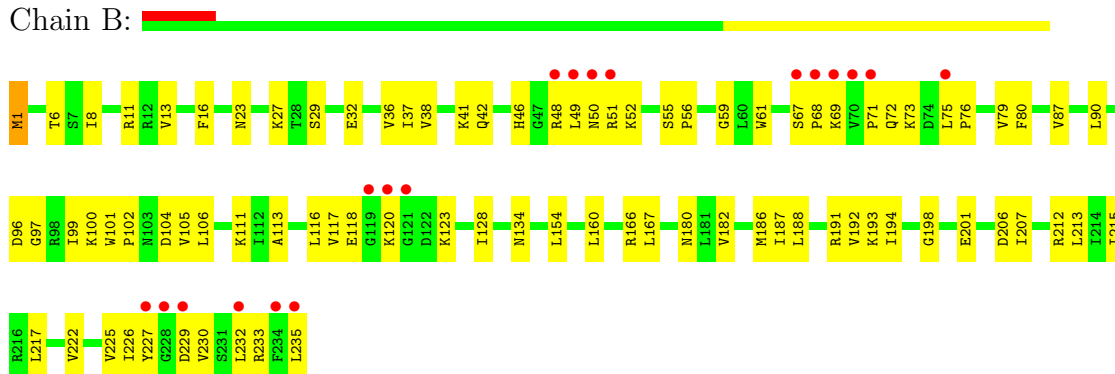 Chain B:
M1 T6 S7 I8 R11 R12 V13 F16 N23 K27 T28 S29 E32 V36 I37 V38 K41 Q42 H46 G47 R48 L49 N50 R51 K52 S55 P56 G59 L60 W61 S67 P68 K69 V70 P71 Q72 K73 D74 L75 P76 V79 F80 V87 L90
D96 G97 R98 I99 K100 W101 P102 N103 D104 V105 L106 K111 I112 A113 L116 V117 E118 G119 K120 G121 D122 K123 I128 N134 L154 L160 R166 L167 N180 L181 V182 M186 I187 L188 R191 V192 K193 I194 G198 E201 D206 I207 R212 L213 I214 I215
R216 L217 V222 V225 I226 Y227 G228 D229 V230 S231 L232 R233 F234 L235